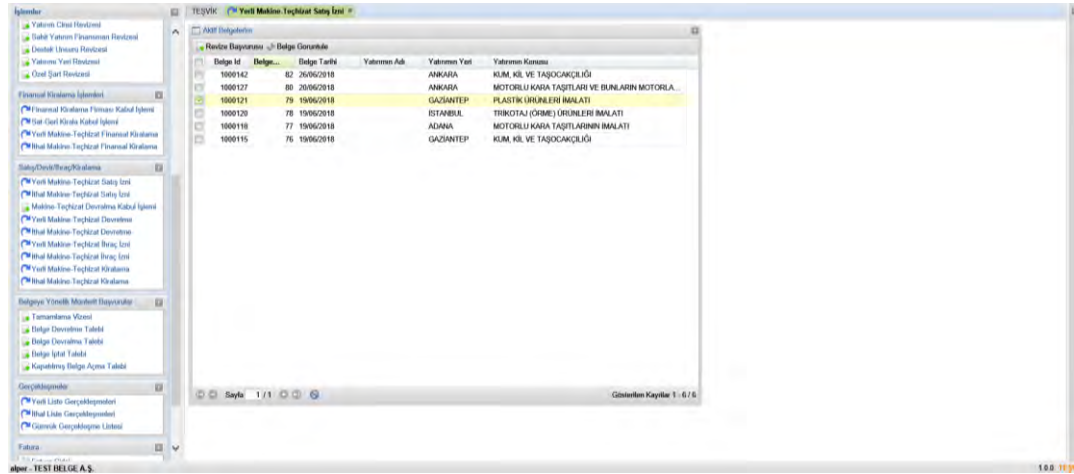 İşlemler
Yatırım Cinsi Revizesi
Sabit Yatırım Finansman Revizesi
Destek Unsuru Revizesi
Yatırım Yeri Revizesi
Özel Şart Revizesi
Finansal Kiralama İşlemleri
Finansal Kiralama Firması Kabul İşlemi
Sat Geri Kirala Kabul İşlemi
Yerli Makine-Teçhizat Finansal Kiralama
İthal Makine-Teçhizat Finansal Kiralama
Satış/Devir/İhraç/Kiralama
Yerli Makine-Teçhizat Satış İzni
İthal Makine-Teçhizat Satış İzni
Makine-Teçhizat Devralma Kabul İşlemi
Yerli Makine-Teçhizat Devretme
İthal Makine-Teçhizat Devretme
Yerli Makine-Teçhizat İhraç İzni
İthal Makine-Teçhizat İhraç İzni
Yerli Makine-Teçhizat Kiralama
İthal Makine-Teçhizat Kiralama
Belgeye Yönelik Münferit Başvurular
Tamamlama Vizesi
Belge Devretme Talebi
Belge Devralma Talebi
Belge İptal Talebi
Kapatılmış Belge Açma Talebi
Gerçekleşmeler
Yerli Liste Gerçekleşmeleri
İthal Liste Gerçekleşmeleri
Gümrük Gerçekleşme Listesi
Fatura
alper - TEST BELGE A.Ş.
TEŞVİK Yerli Makine-Teçhizat Satış İzni
Aktif Belgelerim
Revize Başvurusu Belge Goruntule
Belge Id Belge... Belge Tarihi Yatırımın Adı Yatırımın Yeri Yatırımın Konusu
1000142 82 26/06/2018 ANKARA KUM, KİL VE TAŞOCAKÇILIĞI
1000127 80 20/06/2018 ANKARA MOTORLU KARA TAŞITLARI VE BUNLARIN MOTORLA...
1000121 79 19/06/2018 GAZİANTEP PLASTİK ÜRÜNLERİ İMALATI
1000120 78 19/06/2018 İSTANBUL TRİKOTAJ (ÖRME) ÜRÜNLERİ İMALATI
1000118 77 19/06/2018 ADANA MOTORLU KARA TAŞITLARININ İMALATI
1000115 76 19/06/2018 GAZİANTEP KUM, KİL VE TAŞOCAKÇILIĞI
Sayfa 1 / 1 Gösterilen Kayıtlar 1 - 6 / 6
1.0.0